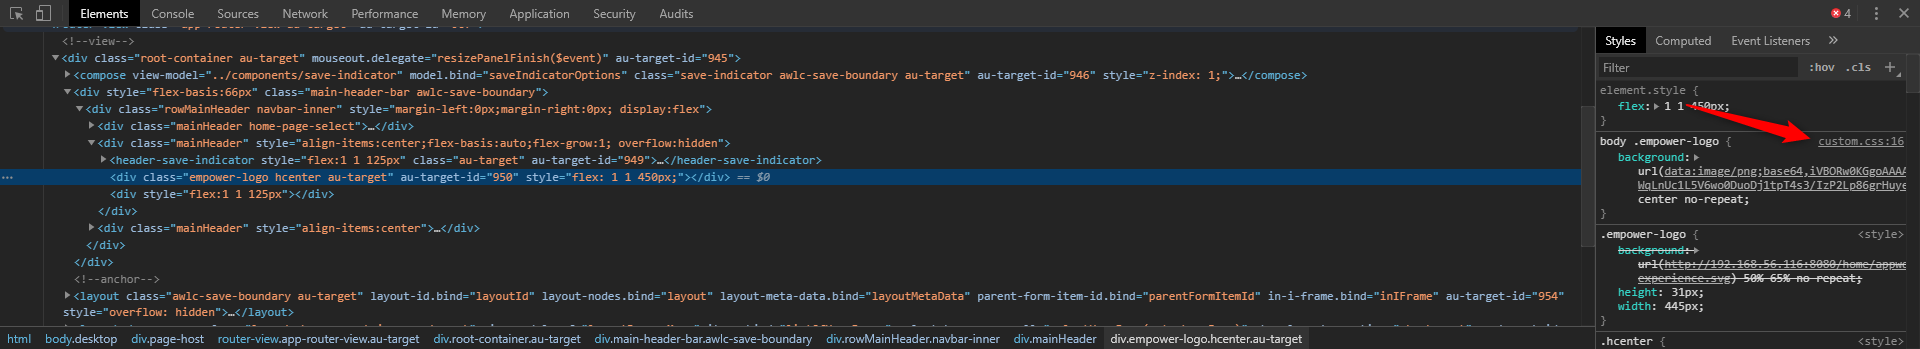 Elements Console Sources Network Performance Memory Application Security Audits 4
<!--view-->
<div class="root-container au-target" mouseout.delegate="resizePanelFinish($event)" au-target-id="945">
<compose view-model="../components/save-indicator" model.bind="saveIndicatorOptions" class="save-indicator awlc-save-boundary au-target" au-target-id="946" style="z-index: 1;">…</compose>
<div style="flex-basis:66px" class="main-header-bar awlc-save-boundary">
<div class="rowMainHeader navbar-inner" style="margin-left:0px;margin-right:0px; display:flex">
<div class="mainHeader home-page-select">…</div>
<div class="mainHeader" style="align-items:center;flex-basis:auto;flex-grow:1; overflow:hidden">
<header-save-indicator style="flex:1 1 125px" class="au-target" au-target-id="949">…</header-save-indicator>
… <div class="empower-logo hcenter au-target" au-target-id="950" style="flex: 1 1 450px;"></div> == $0
<div style="flex:1 1 125px"></div>
</div>
<div class="mainHeader" style="align-items:center">…</div>
</div>
</div>
<!--anchor-->
<layout class="awlc-save-boundary au-target" layout-id.bind="layoutId" layout-nodes.bind="layout" layout-meta-data.bind="layoutMetaData" parent-form-item-id.bind="parentFormItemId" in-i-frame.bind="inIFrame" au-target-id="954"
style="overflow: hidden">…</layout>
html body.desktop div.page-host router-view.app-router-view.au-target div.root-container.au-target div.main-header-bar.awlc-save-boundary div.rowMainHeader.navbar-inner div.mainHeader div.empower-logo.hcenter.au-target
Styles Computed Event Listeners »
Filter :hov .cls +
element.style {
flex: 1 1 450px;
}
body .empower-logo { custom.css:16
background:
url(data:image/png;base64,iVBORw0KGgoAAAA
WqLnUc1L5V6wo0DuoDj1tpT4s3/IzP2Lp86grHuye
center no-repeat;
}
.empower-logo { <style>
background:
url(http://192.168.56.116:8080/home/appwo
experience.svg) 50% 65% no-repeat;
height: 31px;
width: 445px;
}
.hcenter { <style>